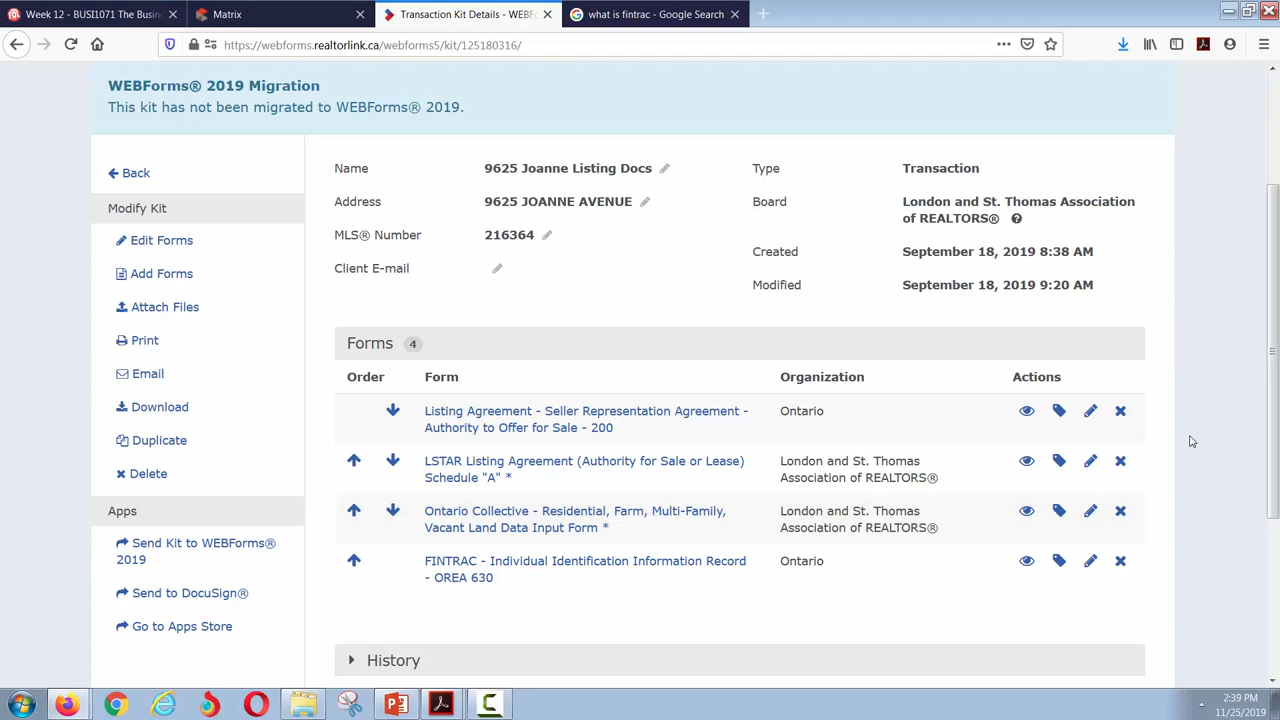 Week 12 - BUSI1071 The Busin
Matrix
Transaction Kit Details - WEBF
what is fintrac - Google Search
https://webforms.realtorlink.ca/webforms5/kit/125180316/
WEBForms® 2019 Migration
This kit has not been migrated to WEBForms® 2019.
Back
Modify Kit
Edit Forms
Add Forms
Attach Files
Print
Email
Download
Duplicate
Delete
Apps
Send Kit to WEBForms®
2019
Send to DocuSign®
Go to Apps Store
Name 9625 Joanne Listing Docs
Address 9625 JOANNE AVENUE
MLS® Number 216364
Client E-mail
Type Transaction
Board London and St. Thomas Association
of REALTORS®
Created September 18, 2019 8:38 AM
Modified September 18, 2019 9:20 AM
Forms 4
Order Form Organization Actions
Listing Agreement - Seller Representation Agreement - Ontario
Authority to Offer for Sale - 200
LSTAR Listing Agreement (Authority for Sale or Lease) London and St. Thomas
Schedule "A" * Association of REALTORS®
Ontario Collective - Residential, Farm, Multi-Family, London and St. Thomas
Vacant Land Data Input Form * Association of REALTORS®
FINTRAC - Individual Identification Information Record Ontario
- OREA 630
History
2:39 PM
11/25/2019